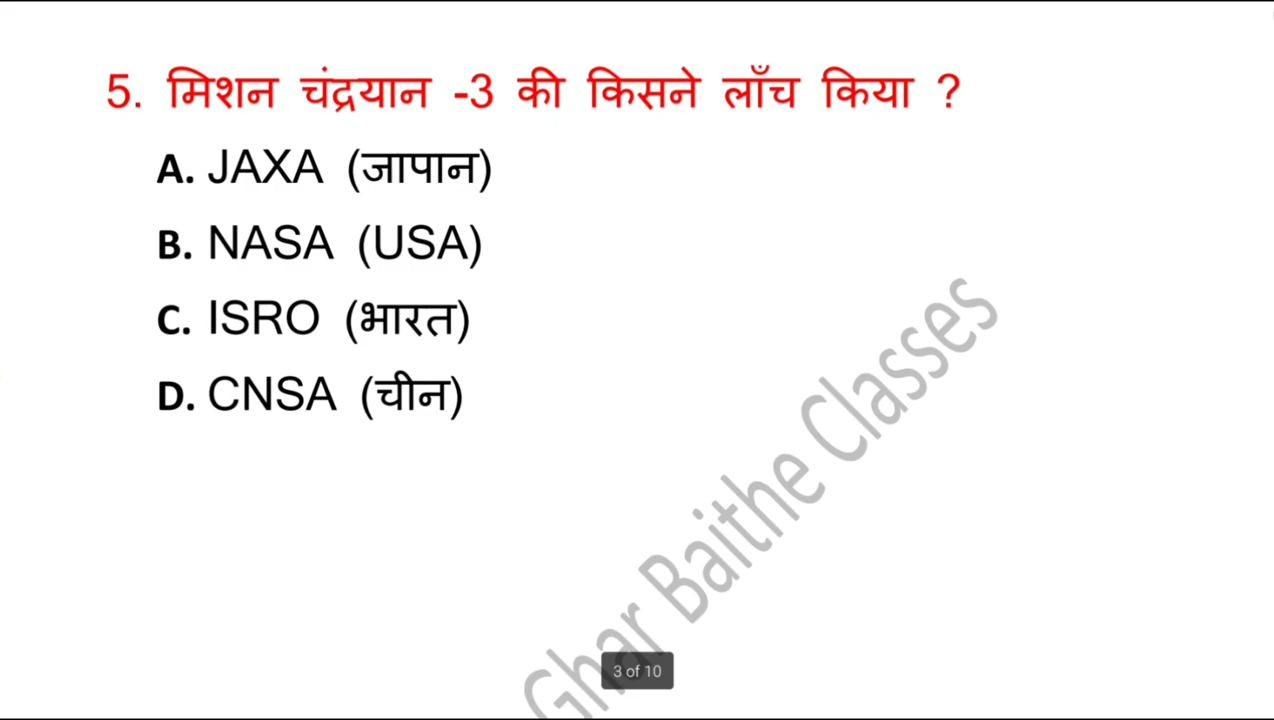 5. मिशन चंद्रयान -3 की किसने लाँच किया ?
A. JAXA (जापान)
B. NASA (USA)
C. ISRO (भारत)
D. CNSA (चीन)
Ghar Baithe Classes
3 of 10